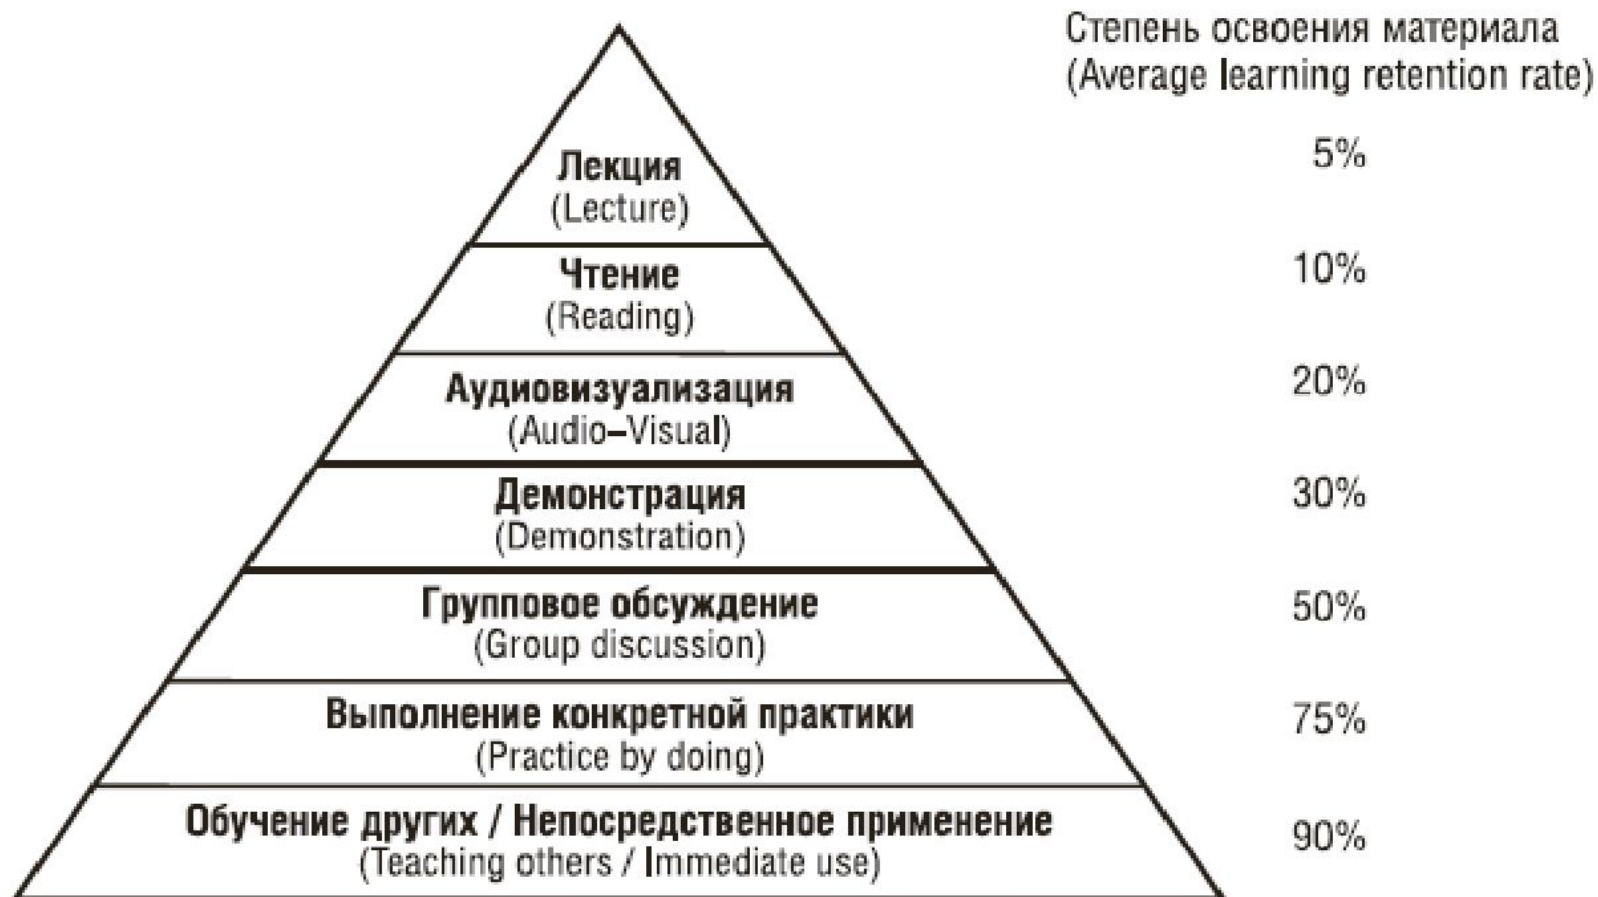 Степень освоения материала
(Average learning retention rate)
Лекция
(Lecture)
5%
Чтение
(Reading)
10%
Аудиовизуализация
(Audio–Visual)
20%
Демонстрация
(Demonstration)
30%
Групповое обсуждение
(Group discussion)
50%
Выполнение конкретной практики
(Practice by doing)
75%
Обучение других / Непосредственное применение
(Teaching others / Immediate use)
90%